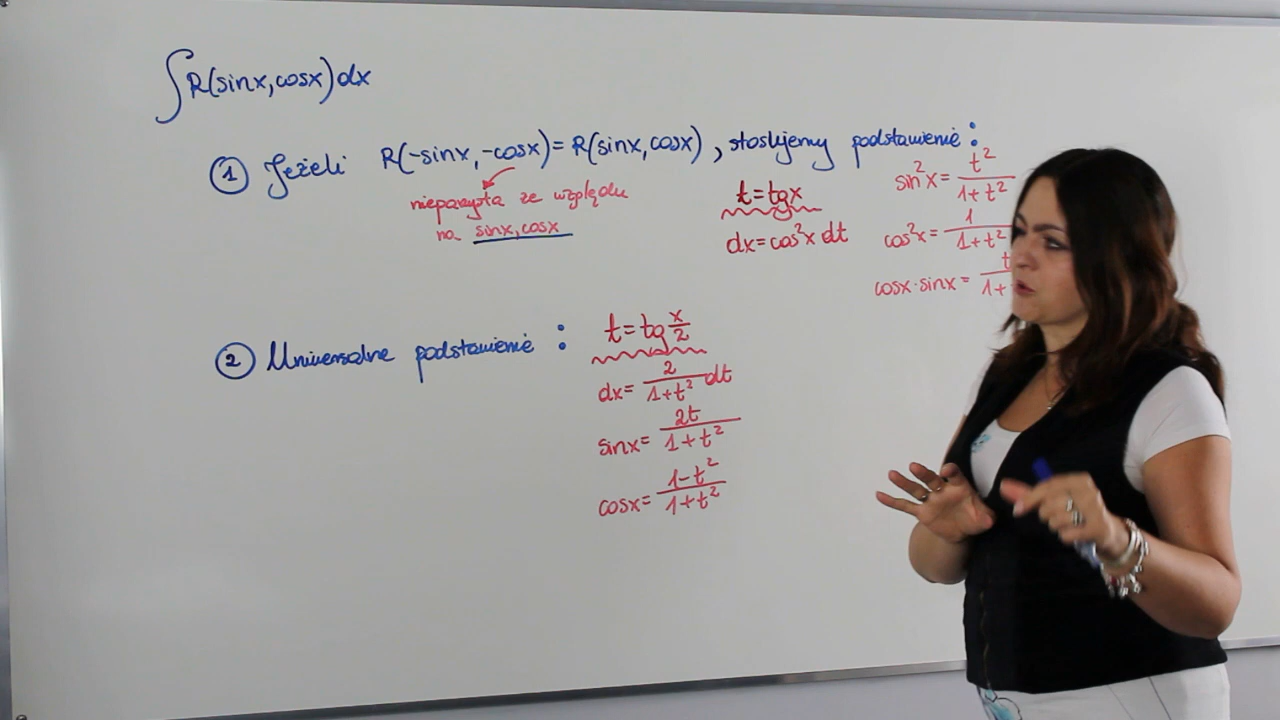 ∫R(sinx, cosx)dx
① Jeżeli R(-sinx, -cosx) = R(sinx, cosx), stosujemy podstawienie:
nieparzysta ze względu
na sinx, cosx
t = tgx
dx = cos²x dt
sin²x = t²/(1+t²)
cos²x = 1/(1+t²)
cosx·sinx = t/(1+
② Uniwersalne podstawienie:
t = tg x/2
dx = 2/(1+t²) dt
sinx = 2t/(1+t²)
cosx = (1-t²)/(1+t²)